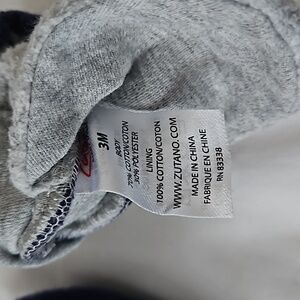 3M
BODY
70% COTTON/COTON
30% POLYESTER
LINING
100% COTTON/COTON
WWW.ZUTANO.COM
MADE IN CHINA
FABRIQUE EN CHINE
RN 83338